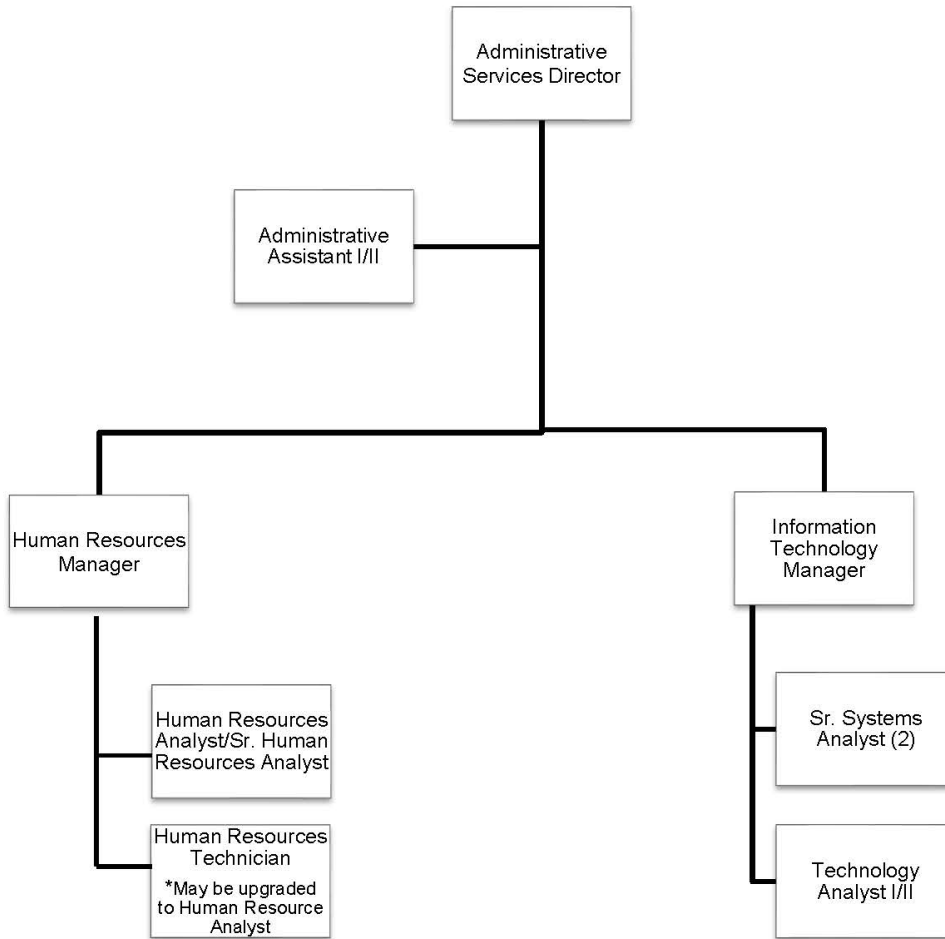 Administrative
Services Director
Administrative
Assistant I/II
Human Resources
Manager
Information
Technology
Manager
Human Resources
Analyst/Sr. Human
Resources Analyst
Sr. Systems
Analyst (2)
Human Resources
Technician
*May be upgraded
to Human Resource
Analyst
Technology
Analyst I/II